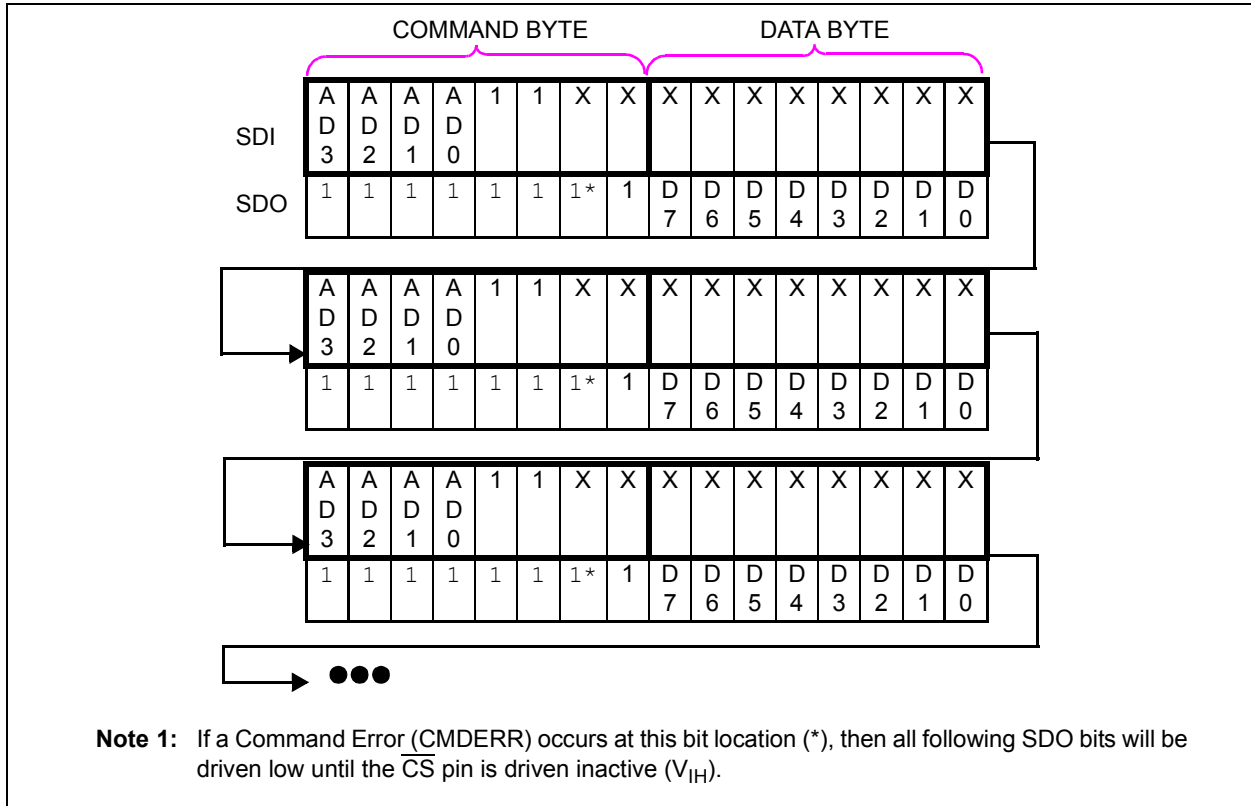 COMMAND BYTE DATA BYTE
SDI
A A A A 1 1 X X X X X X X X X X
D D D D
3 2 1 0
SDO
1 1 1 1 1 1 1* 1 D D D D D D D D
7 6 5 4 3 2 1 0
A A A A 1 1 X X X X X X X X X X
D D D D
3 2 1 0
1 1 1 1 1 1 1* 1 D D D D D D D D
7 6 5 4 3 2 1 0
A A A A 1 1 X X X X X X X X X X
D D D D
3 2 1 0
1 1 1 1 1 1 1* 1 D D D D D D D D
7 6 5 4 3 2 1 0
●●●
Note 1: If a Command Error (CMDERR) occurs at this bit location (*), then all following SDO bits will be
driven low until the CS pin is driven inactive (VIH).